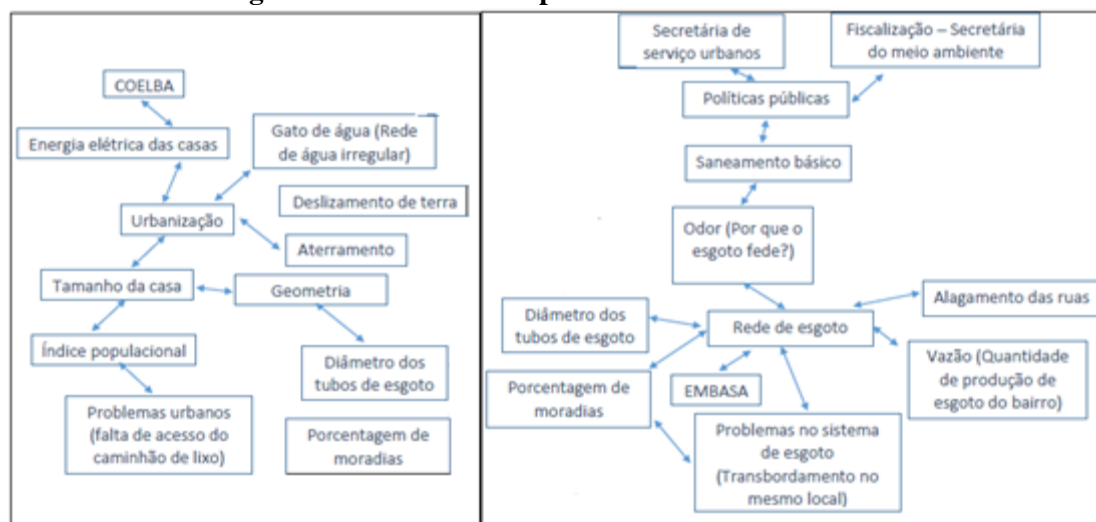 COELBA
Energia elétrica das casas
Gato de água (Rede
de água irregular)
Deslizamento de terra
Urbanização
Aterramento
Tamanho da casa
Geometria
Índice populacional
Diâmetro dos
tubos de esgoto
Problemas urbanos
(falta de acesso do
caminhão de lixo)
Porcentagem de
moradias
Secretária de
serviço urbanos
Fiscalização – Secretária
do meio ambiente
Políticas públicas
Saneamento básico
Odor (Por que o
esgoto fede?)
Alagamento das ruas
Diâmetro dos
tubos de esgoto
Rede de esgoto
Vazão (Quantidade
de produção de
esgoto do bairro)
Porcentagem de
moradias
EMBASA
Problemas no sistema
de esgoto
(Transbordamento no
mesmo local)